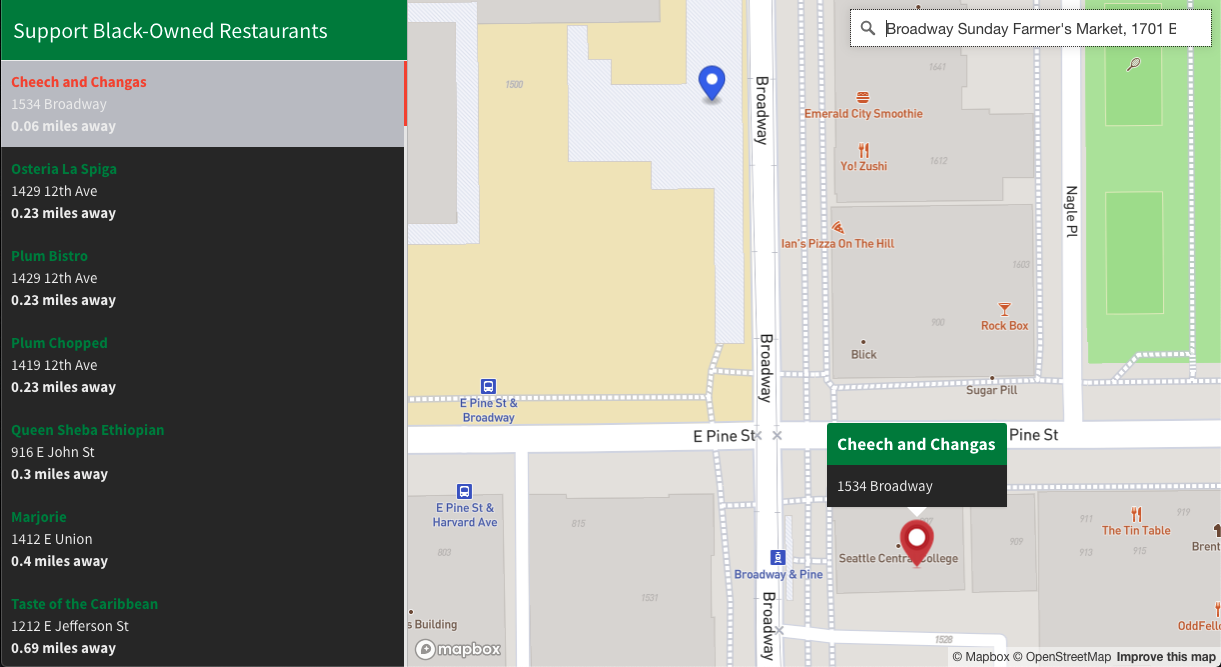 Support Black-Owned Restaurants
Cheech and Changas
1534 Broadway
0.06 miles away
Osteria La Spiga
1429 12th Ave
0.23 miles away
Plum Bistro
1429 12th Ave
0.23 miles away
Plum Chopped
1419 12th Ave
0.23 miles away
Queen Sheba Ethiopian
916 E John St
0.3 miles away
Marjorie
1412 E Union
0.4 miles away
Taste of the Caribbean
1212 E Jefferson St
0.69 miles away
Broadway Sunday Farmer's Market, 1701 E
1641
1500
Broadway
Emerald City Smoothie
1612
Yo! Zushi
Nagle Pl
Ian's Pizza On The Hill
1603
900
Rock Box
Broadway
Blick
Sugar Pill
E Pine St &
Broadway
E Pine St
Pine St
Cheech and Changas
1534 Broadway
E Pine St &
Harvard Ave
803
815
911
919
The Tin Table
913
915
909
Brent
Seattle Central College
Broadway & Pine
1531
Broadway
s Building
OddFello
1528
mapbox
© Mapbox © OpenStreetMap Improve this map